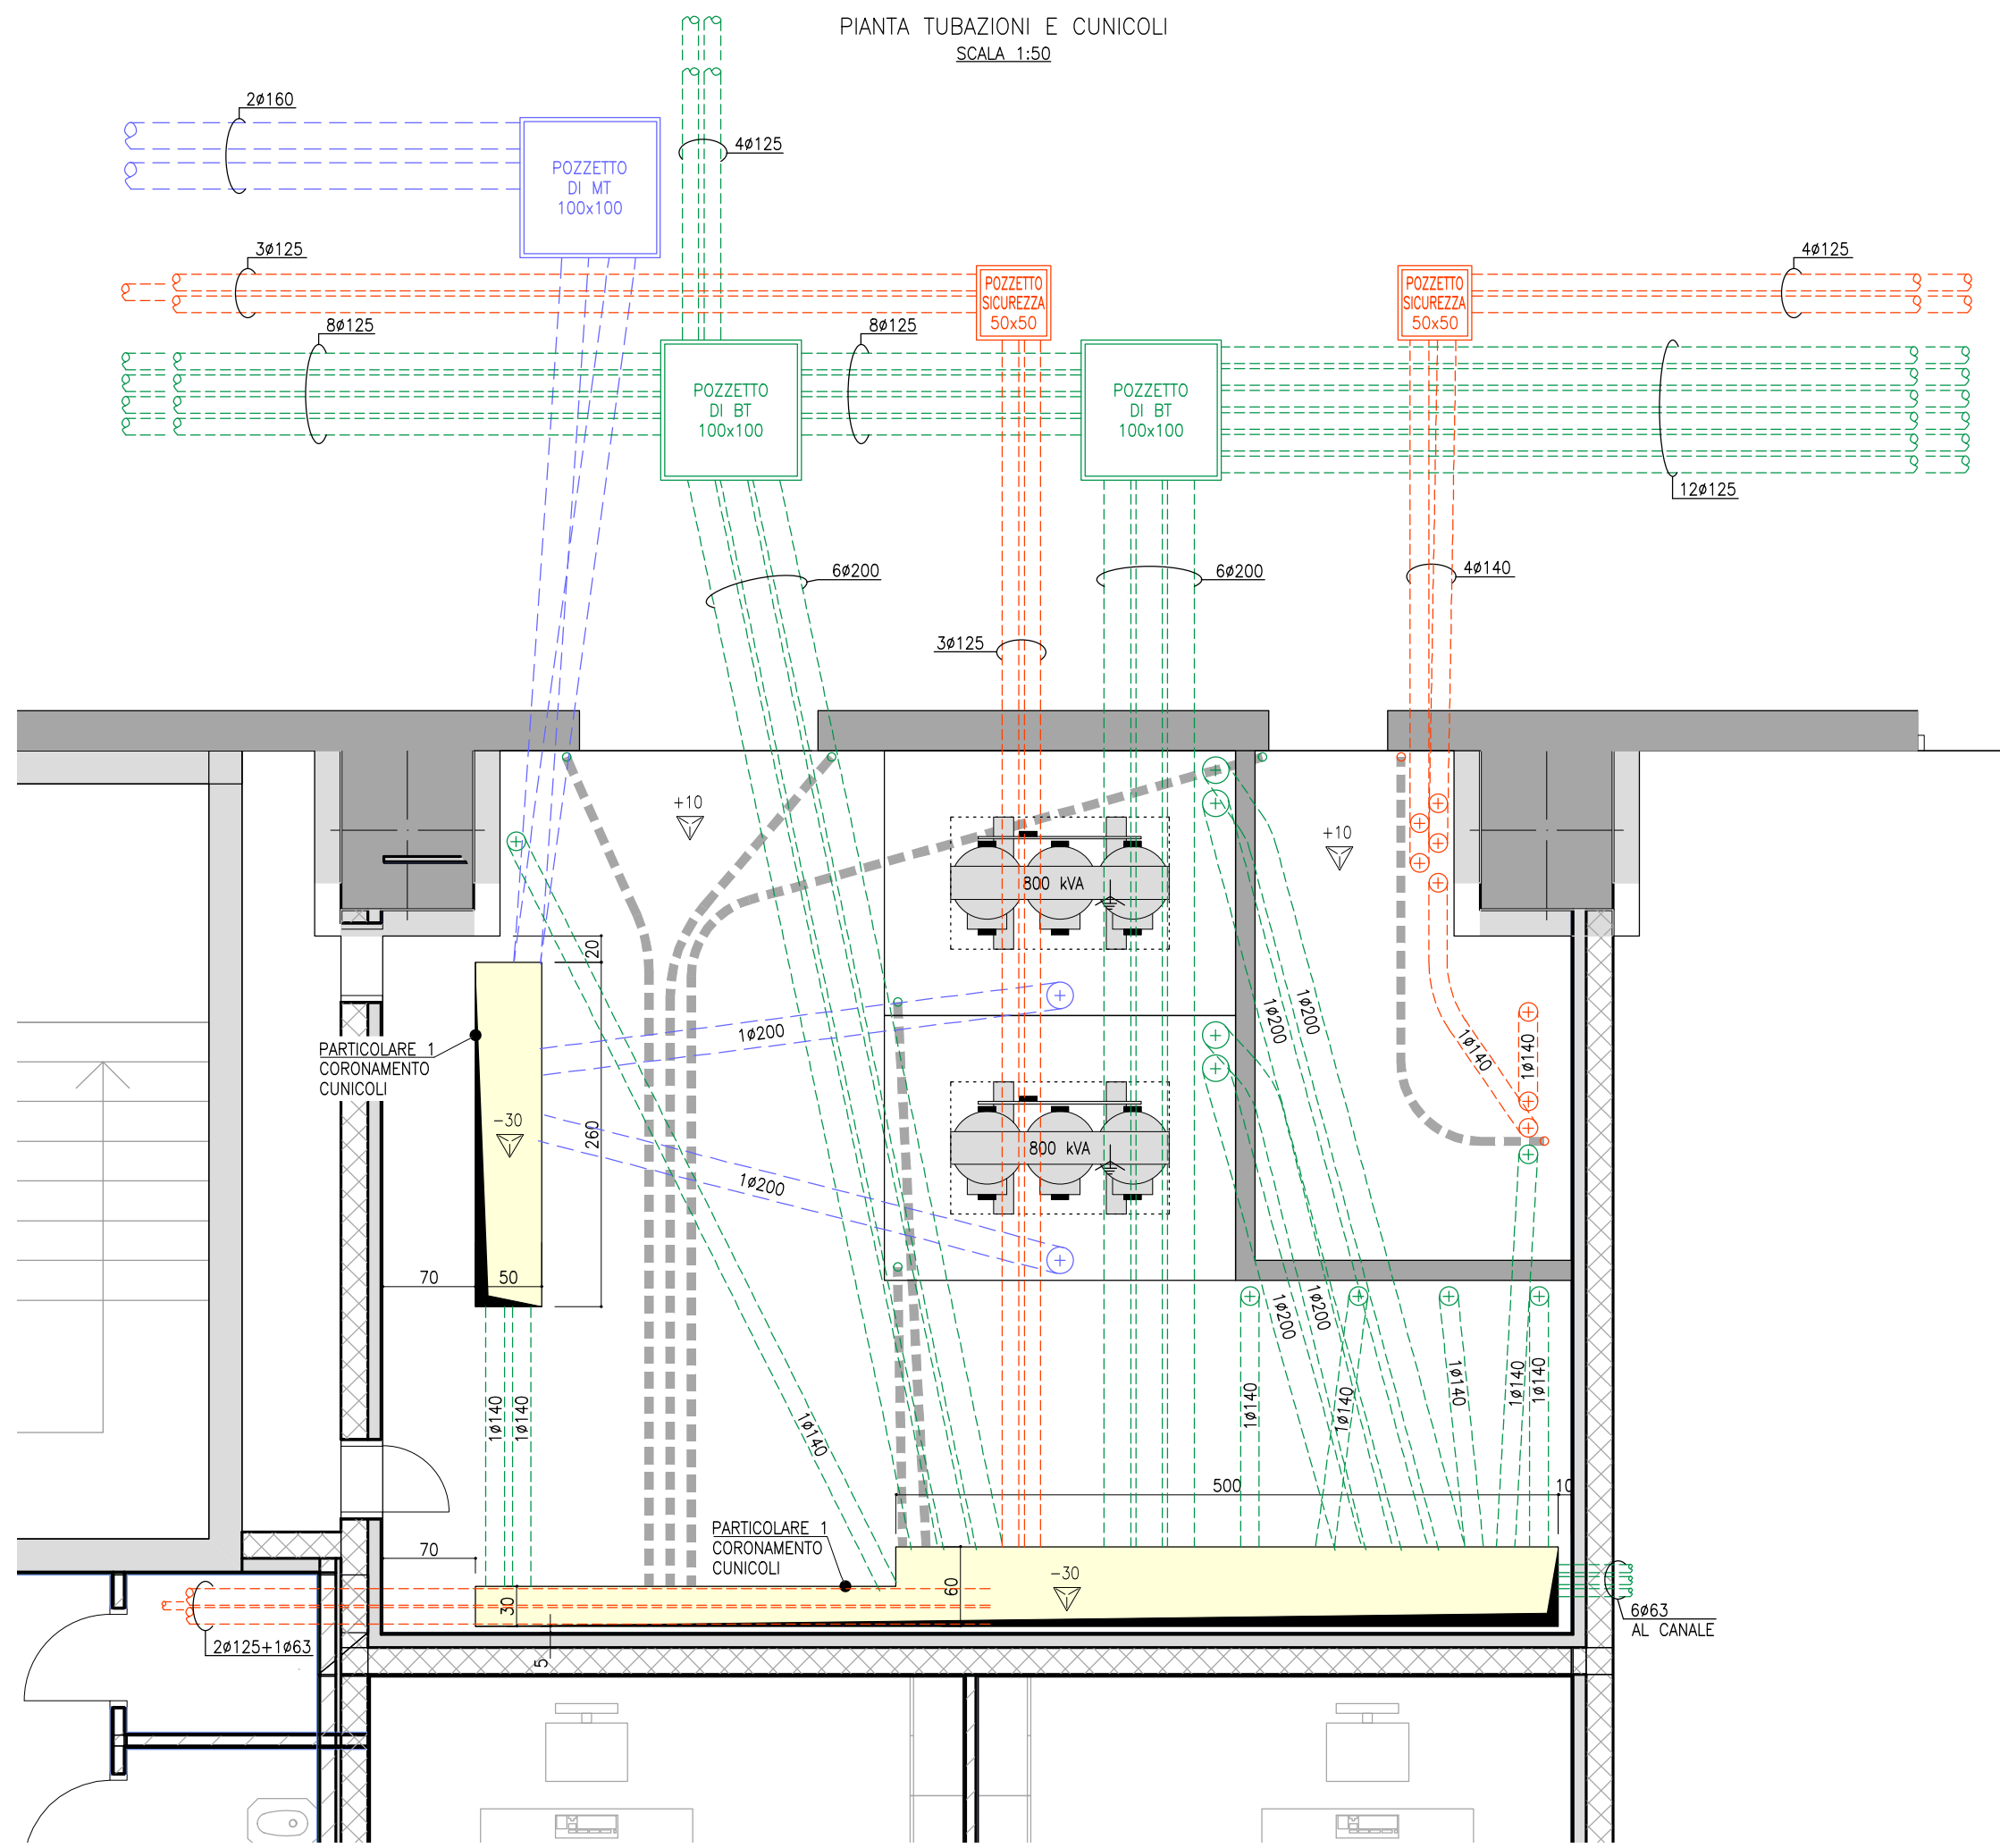 PIANTA TUBAZIONI E CUNICOLI
SCALA 1:50
2ø160
4ø125
POZZETTO
DI MT
100x100
3ø125
4ø125
POZZETTO
SICUREZZA
50x50
POZZETTO
SICUREZZA
50x50
8ø125
8ø125
POZZETTO
DI BT
100x100
POZZETTO
DI BT
100x100
12ø125
6ø200
6ø200
4ø140
3ø125
+10
+10
800 kVA
20
1ø200
1ø200
1ø200
PARTICOLARE 1
CORONAMENTO
CUNICOLI
1ø140
1ø140
-30
260
800 kVA
1ø200
70
50
1ø200
1ø200
1ø140
1ø140
1ø140
1ø140
1ø140
1ø140
1ø140
1ø140
500
10
PARTICOLARE 1
CORONAMENTO
CUNICOLI
70
30
60
-30
5
2ø125+1ø63
6ø63
AL CANALE